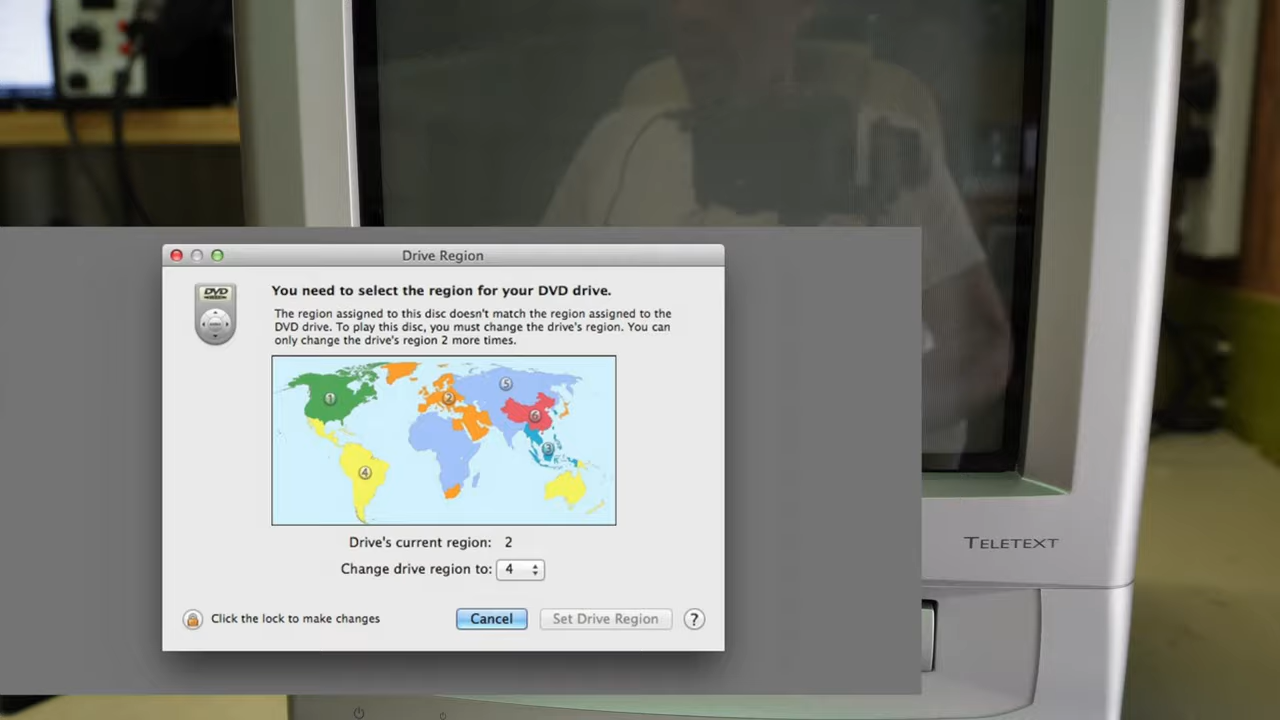 Drive Region
DVD
You need to select the region for your DVD drive.
The region assigned to this disc doesn't match the region assigned to the
DVD drive. To play this disc, you must change the drive's region. You can
only change the drive's region 2 more times.
1
2
5
6
3
4
Drive's current region: 2
Change drive region to: 4
Click the lock to make changes
Cancel
Set Drive Region
?
TELETEXT